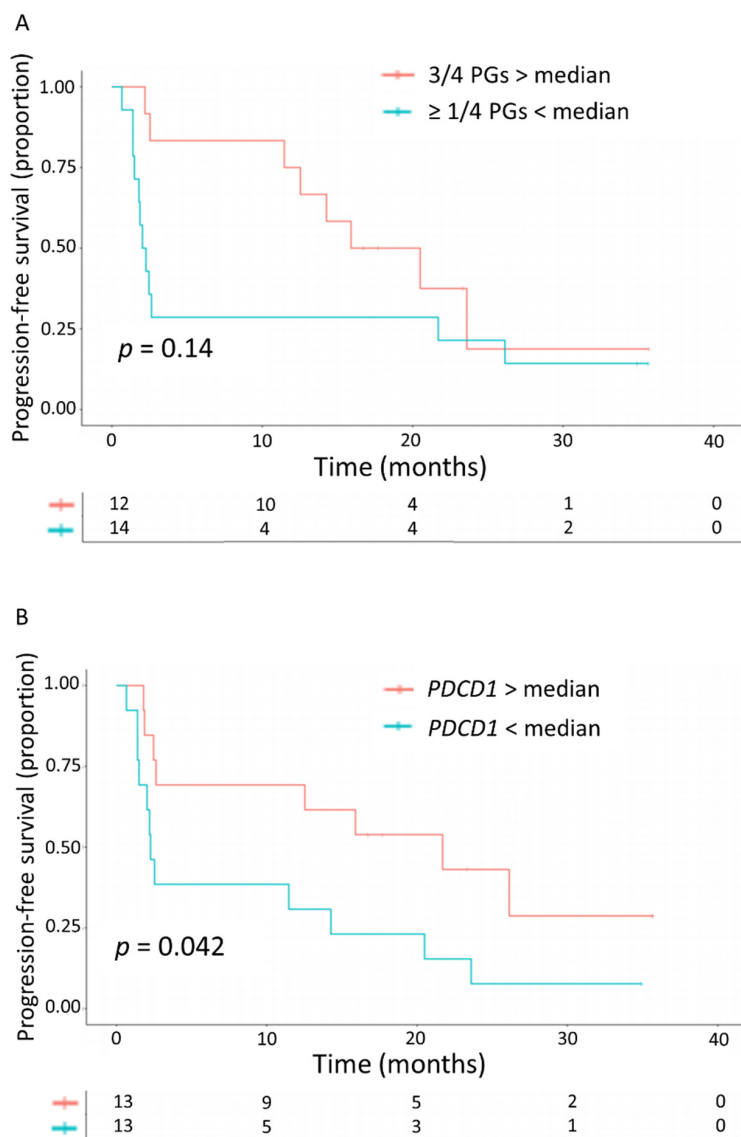 A
3/4 PGs > median
≥ 1/4 PGs < median
Progression-free survival (proportion)
1.00
0.75
0.50
0.25
0.00
p = 0.14
0 10 20 30 40
Time (months)
12 10 4 1 0
14 4 4 2 0
B
PDCD1 > median
PDCD1 < median
Progression-free survival (proportion)
1.00
0.75
0.50
0.25
0.00
p = 0.042
0 10 20 30 40
Time (months)
13 9 5 2 0
13 5 3 1 0